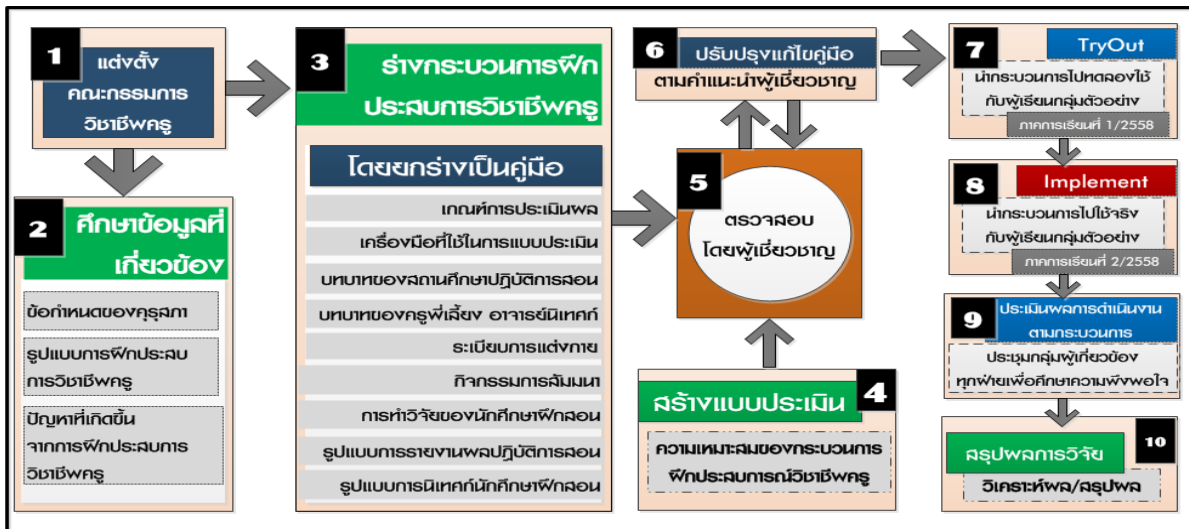 1
แต่งตั้ง
คณะกรรมการ
วิชาชีพครู
2
ศึกษาข้อมูลที่
เกี่ยวข้อง
ข้อกำหนดของคุรุสภา
รูปแบบการฝึกประสบ
การวิชาชีพครู
ปัญหาที่เกิดขึ้น
จากการฝึกประสบการ
วิชาชีพครู
3
ร่างกระบวนการฝึก
ประสบการวิชาชีพครู
โดยยกร่างเป็นคู่มือ
เกณฑ์การประเมินผล
เครื่องมือที่ใช้ในการแบบประเมิน
บทบาทของสถานศึกษาปฏิบัติการสอน
บทบาทของครูพี่เลี้ยง อาจารย์นิเทศก์
ระเบียบการแต่งกาย
กิจกรรมการสัมมนา
การทำวิจัยของนักศึกษาฝึกสอน
รูปแบบการรายงานผลปฏิบัติการสอน
รูปแบบการนิเทศก์นักศึกษาฝึกสอน
4
สร้างแบบประเมิน
ความเหมาะสมของกระบวนการ
ฝึกประสบการณ์วิชาชีพครู
5
ตรวจสอบ
โดยผู้เชี่ยวชาญ
6
ปรับปรุงแก้ไขคู่มือ
ตามคำแนะนำผู้เชี่ยวชาญ
7
TryOut
นำกระบวนการไปทดลองใช้
กับผู้เรียนกลุ่มตัวอย่าง
ภาคการเรียนที่ 1/2558
8
Implement
นำกระบวนการไปใช้จริง
กับผู้เรียนกลุ่มตัวอย่าง
ภาคการเรียนที่ 2/2558
9
ประเมินผลการดำเนินงาน
ตามกระบวนการ
ประชุมกลุ่มผู้เกี่ยวข้อง
ทุกฝ่ายเพื่อศึกษาความพึงพอใจ
10
สรุปผลการวิจัย
วิเคราะห์ผล/สรุปผล